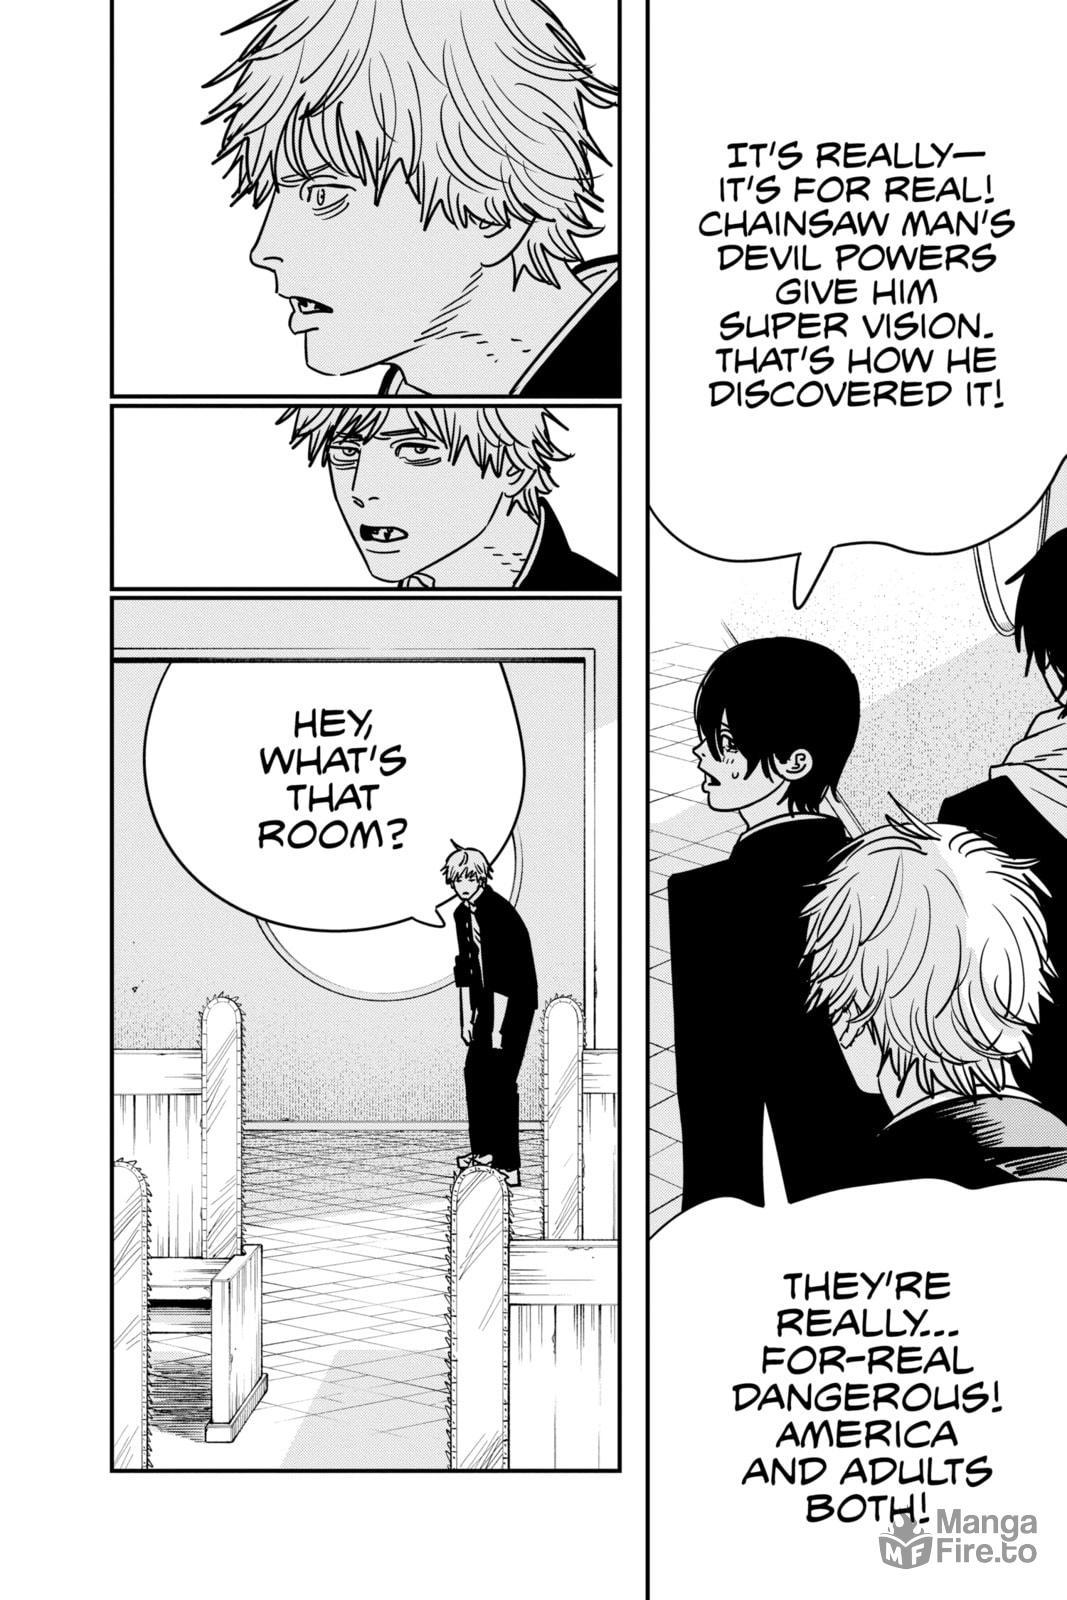 IT'S REALLY—
IT'S FOR REAL!
CHAINSAW MAN'S
DEVIL POWERS
GIVE HIM
SUPER VISION.
THAT'S HOW HE
DISCOVERED IT!
THEY'RE
REALLY...
FOR-REAL
DANGEROUS!
AMERICA
AND ADULTS
BOTH!
HEY,
WHAT'S
THAT
ROOM?
MF
Manga
Fire.to